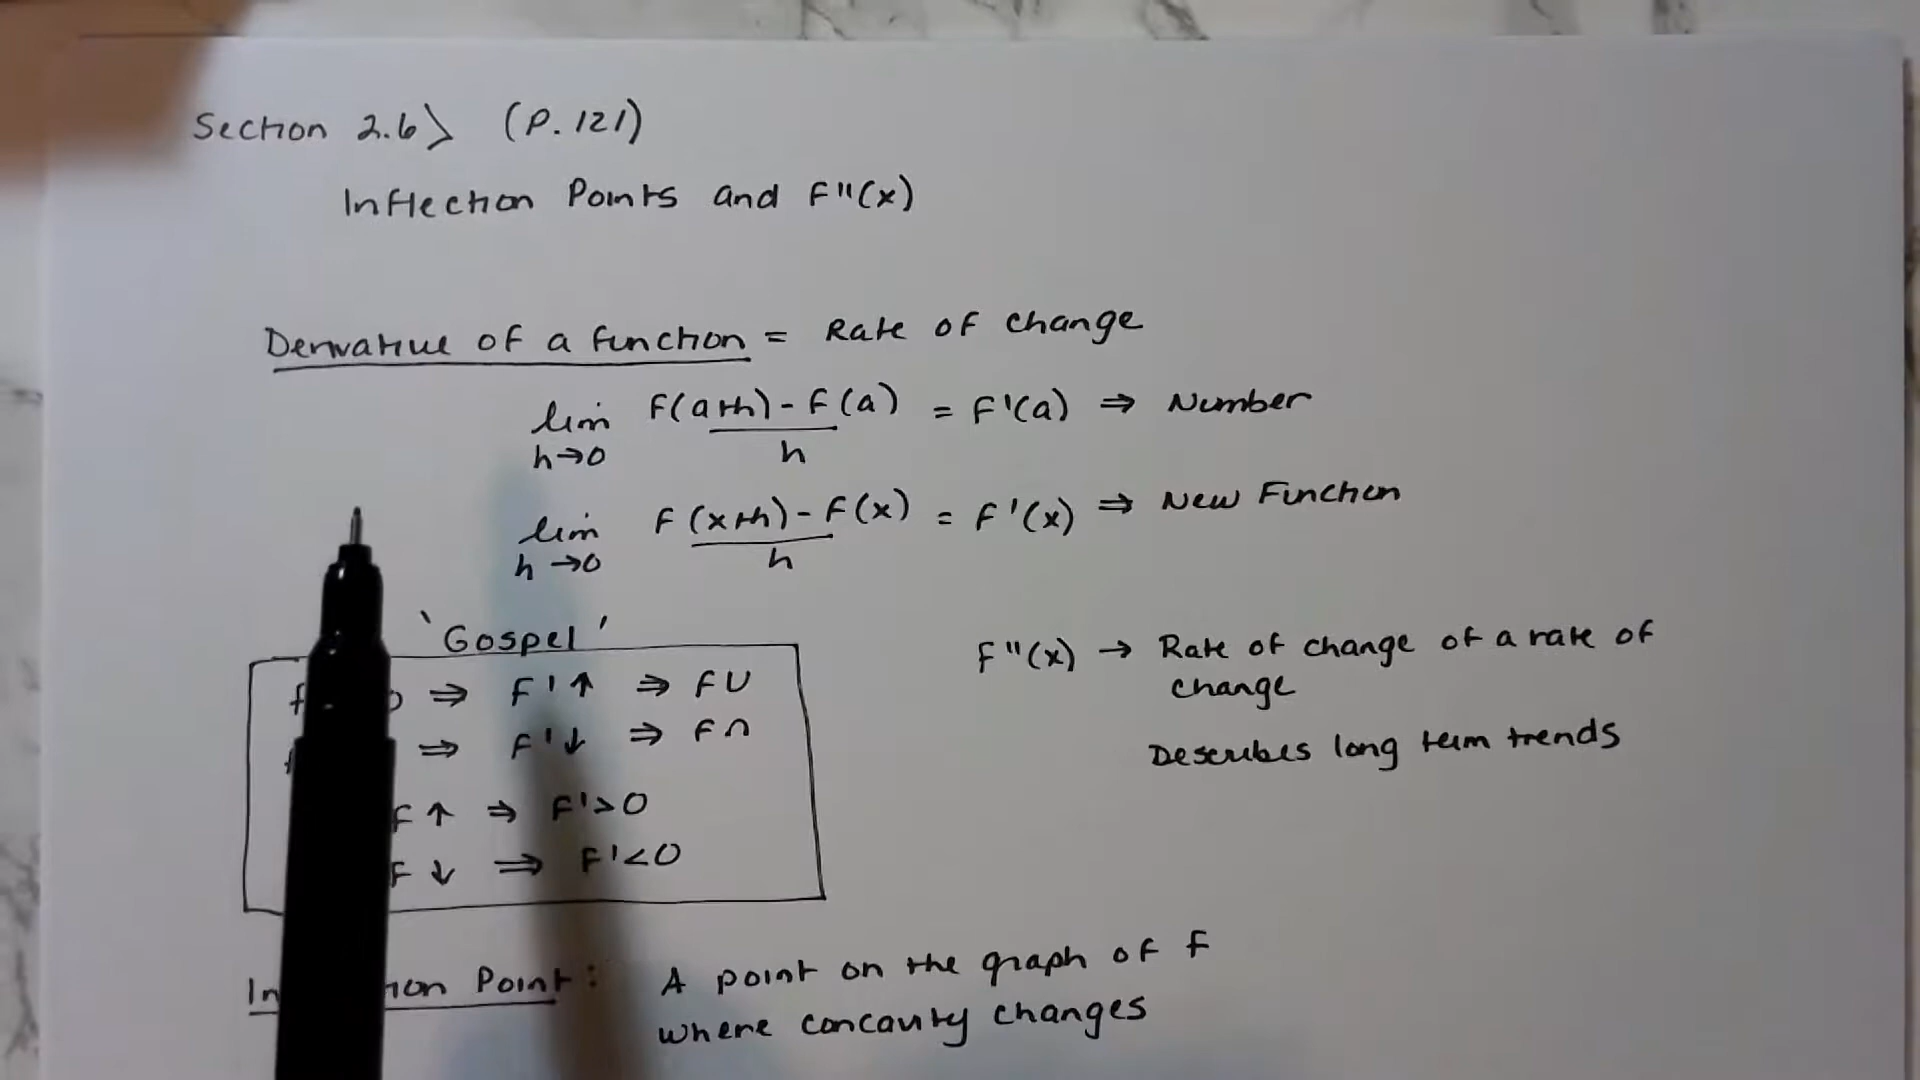 Section 2.6> (P. 121)
Inflection Points and F''(x)
Derivative of a function = Rate of change
lim h→0 F(a+h) - F(a) / h = F'(a) ⇒ Number
lim h→0 F(x+h) - F(x) / h = F'(x) ⇒ New Function
'Gospel'
⇒ F'↑ ⇒ F∪
⇒ F'↓ ⇒ F∩
F↑ ⇒ F'>0
F↓ ⇒ F'<0
F''(x) → Rate of change of a rate of
change
Describes long term trends
Point: A point on the graph of F
where concavity changes